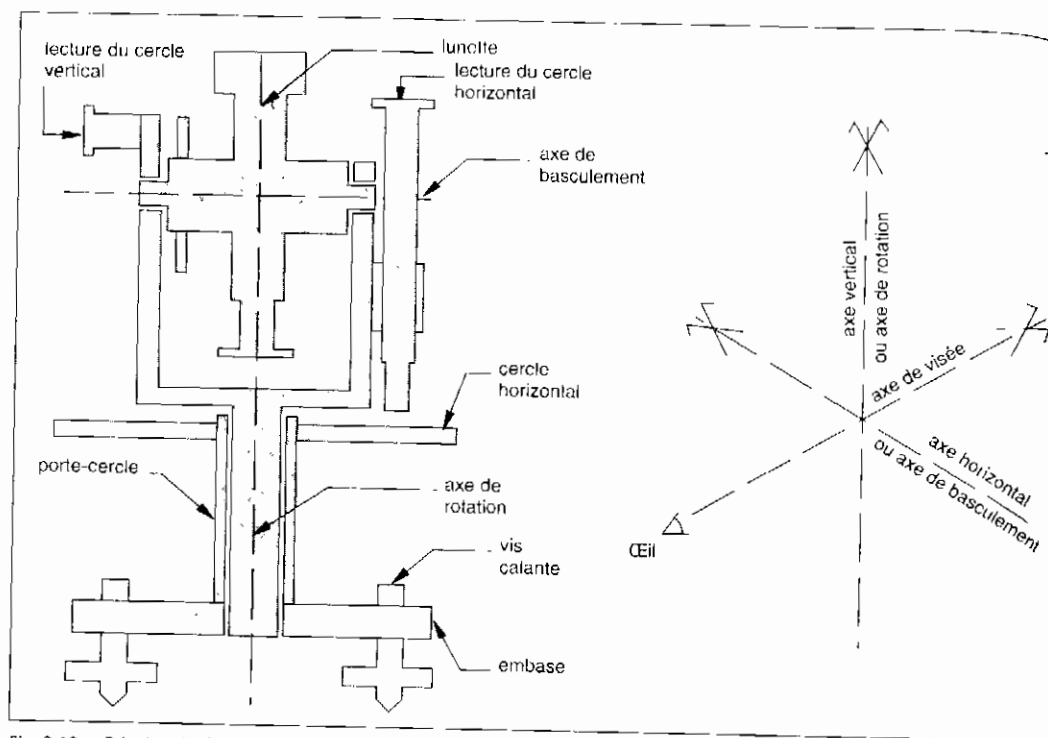 lecture du cercle
vertical
lunette
lecture du cercle
horizontal
axe de
basculement
cercle
horizontal
porte-cercle
axe de
rotation
vis
calante
embase
axe vertical
ou axe de rotation
axe de visée
axe horizontal
ou axe de basculement
Œil